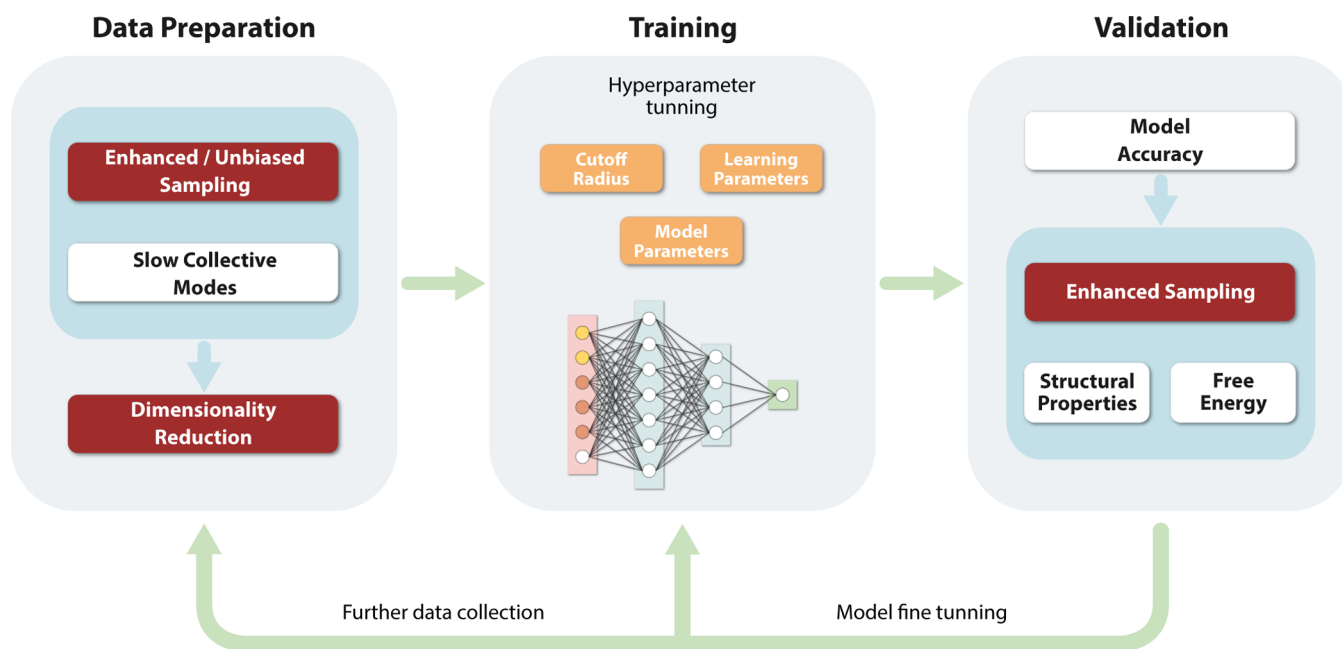 Data Preparation
Enhanced / Unbiased
Sampling
Slow Collective
Modes
Dimensionality
Reduction
Training
Hyperparameter
tunning
Cutoff
Radius
Learning
Parameters
Model
Parameters
Validation
Model
Accuracy
Enhanced Sampling
Structural
Properties
Free
Energy
Further data collection
Model fine tunning